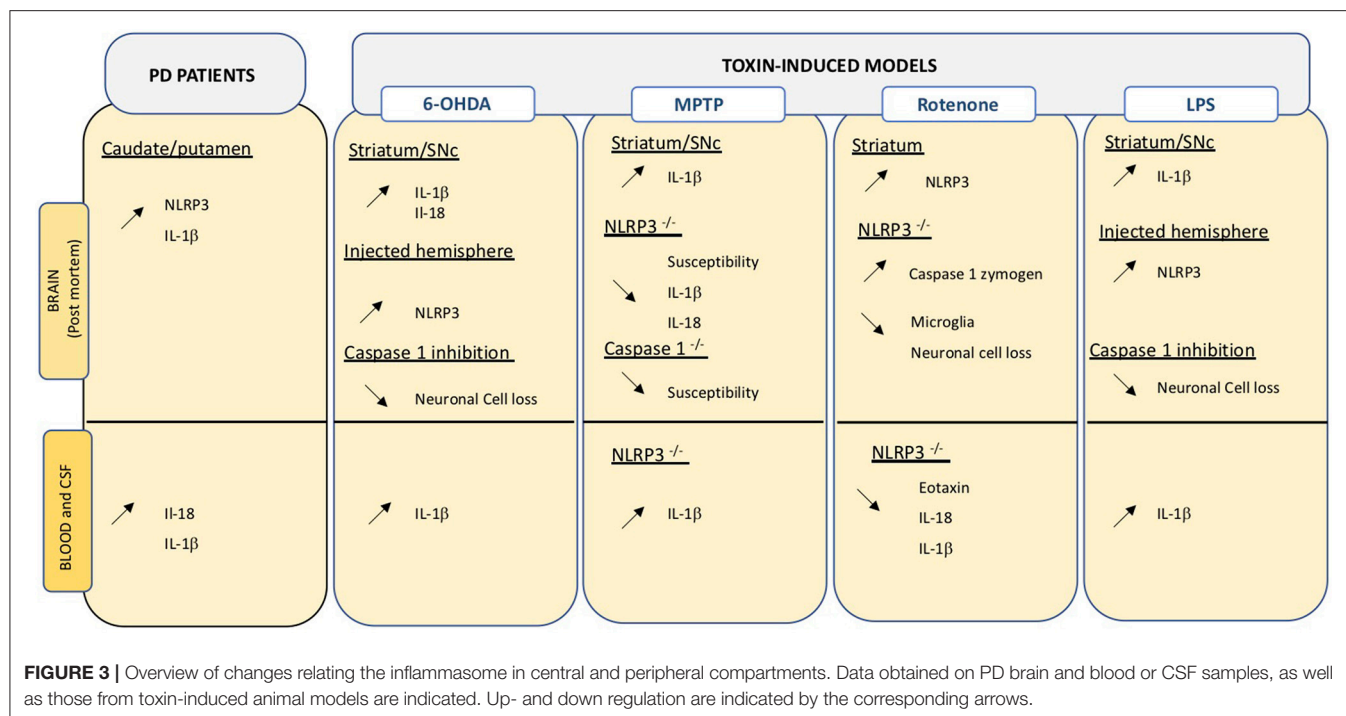 PD PATIENTS
TOXIN-INDUCED MODELS
6-OHDA
MPTP
Rotenone
LPS
BRAIN
(Post mortem)
Caudate/putamen
NLRP3
IL-1β
Striatum/SNc
IL-1β
Il-18
Injected hemisphere
NLRP3
Caspase 1 inhibition
Neuronal Cell loss
Striatum/SNc
IL-1β
NLRP3 -/-
Susceptibility
IL-1β
IL-18
Caspase 1 -/-
Susceptibility
Striatum
NLRP3
NLRP3 -/-
Caspase 1 zymogen
Microglia
Neuronal cell loss
Striatum/SNc
IL-1β
Injected hemisphere
NLRP3
Caspase 1 inhibition
Neuronal Cell loss
BLOOD and CSF
Il-18
IL-1β
IL-1β
NLRP3 -/-
IL-1β
NLRP3 -/-
Eotaxin
IL-18
IL-1β
IL-1β
FIGURE 3 | Overview of changes relating the inflammasome in central and peripheral compartments. Data obtained on PD brain and blood or CSF samples, as well
as those from toxin-induced animal models are indicated. Up- and down regulation are indicated by the corresponding arrows.